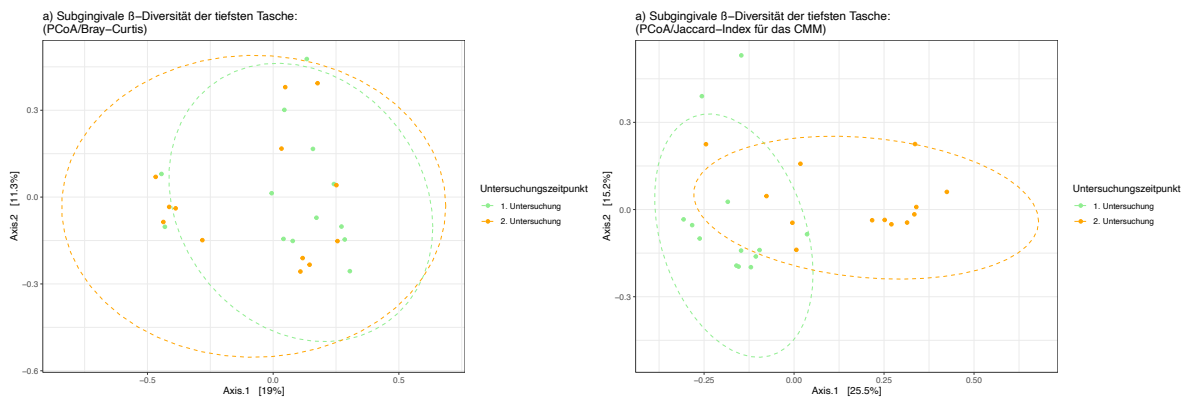 a) Subgingivale ß−Diversität der tiefsten Tasche:
(PCoA/Bray−Curtis)
0.3
0.0
−0.3
−0.6
Axis.2 [11.3%]
−0.5
0.0
0.5
Axis.1 [19%]
Untersuchungszeitpunkt
1. Untersuchung
2. Untersuchung
a) Subgingivale ß−Diversität der tiefsten Tasche:
(PCoA/Jaccard−Index für das CMM)
0.3
0.0
−0.3
Axis.2 [15.2%]
−0.25
0.00
0.25
0.50
Axis.1 [25.5%]
Untersuchungszeitpunkt
1. Untersuchung
2. Untersuchung